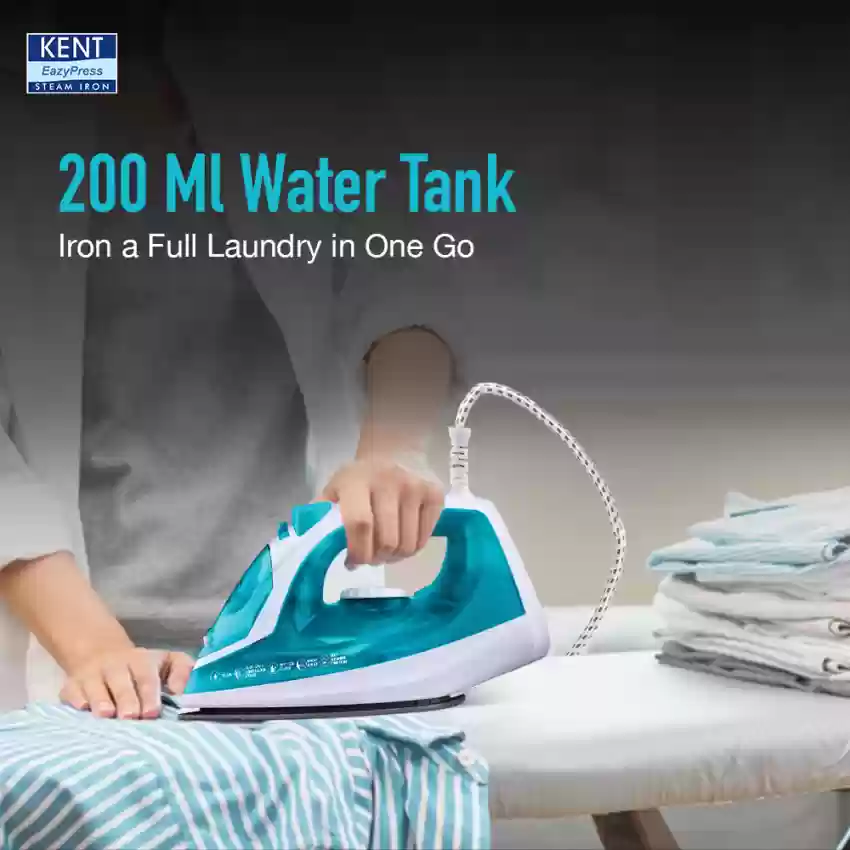 KENT
EazyPress
STEAM IRON
200 Ml Water Tank
Iron a Full Laundry in One Go